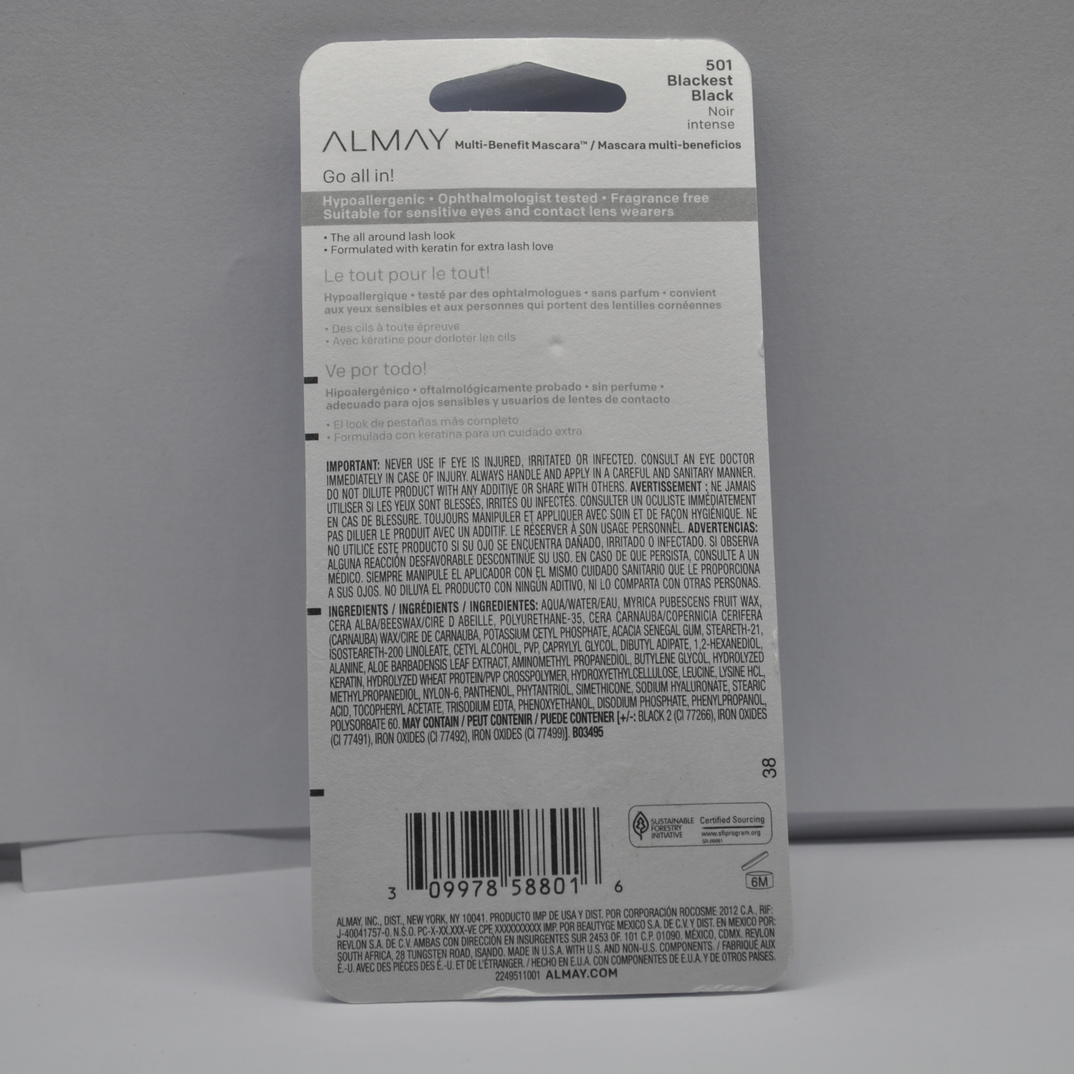 501
Blackest
Black
Noir
intense
ALMAY Multi-Benefit Mascara™ / Mascara multi-beneficios
Go all in!
Hypoallergenic • Ophthalmologist tested • Fragrance free
Suitable for sensitive eyes and contact lens wearers
• The all around lash look
• Formulated with keratin for extra lash love
Le tout pour le tout!
Hypoallergique • testé par des ophtalmologues • sans parfum • convient
aux yeux sensibles et aux personnes qui portent des lentilles cornéennes
• Des cils à toute épreuve
• Avec kératine pour dorloter les cils
Ve por todo!
Hipoalergénico • oftalmológicamente probado • sin perfume •
adecuado para ojos sensibles y usuarios de lentes de contacto
• El look de pestañas más completo
• Formulada con keratina para un cuidado extra
IMPORTANT: NEVER USE IF EYE IS INJURED, IRRITATED OR INFECTED. CONSULT AN EYE DOCTOR
IMMEDIATELY IN CASE OF INJURY. ALWAYS HANDLE AND APPLY IN A CAREFUL AND SANITARY MANNER.
DO NOT DILUTE PRODUCT WITH ANY ADDITIVE OR SHARE WITH OTHERS. AVERTISSEMENT : NE JAMAIS
UTILISER SI LES YEUX SONT BLESSÉS, IRRITÉS OU INFECTÉS. CONSULTER UN OCULISTE IMMÉDIATEMENT
EN CAS DE BLESSURE. TOUJOURS MANIPULER ET APPLIQUER AVEC SOIN ET DE FAÇON HYGIÉNIQUE. NE
PAS DILUER LE PRODUIT AVEC UN ADDITIF. LE RÉSERVER À SON USAGE PERSONNEL. ADVERTENCIAS:
NO UTILICE ESTE PRODUCTO SI SU OJO SE ENCUENTRA DAÑADO, IRRITADO O INFECTADO. SI OBSERVA
ALGUNA REACCIÓN DESFAVORABLE DESCONTINÚE SU USO. EN CASO DE QUE PERSISTA, CONSULTE A UN
MÉDICO. SIEMPRE MANIPULE EL APLICADOR CON EL MISMO CUIDADO SANITARIO QUE LE PROPORCIONA
A SUS OJOS. NO DILUYA EL PRODUCTO CON NINGÚN ADITIVO, NI LO COMPARTA CON OTRAS PERSONAS.
INGREDIENTS / INGRÉDIENTS / INGREDIENTES: AQUA/WATER/EAU, MYRICA PUBESCENS FRUIT WAX,
CERA ALBA/BEESWAX/CIRE D ABEILLE, POLYURETHANE-35, CERA CARNAUBA/COPERNICIA CERIFERA
(CARNAUBA) WAX/CIRE DE CARNAUBA, POTASSIUM CETYL PHOSPHATE, ACACIA SENEGAL GUM, STEARETH-21,
ISOSTEARETH-200 LINOLEATE, CETYL ALCOHOL, PVP, CAPRYLYL GLYCOL, DIBUTYL ADIPATE, 1,2-HEXANEDIOL,
ALANINE, ALOE BARBADENSIS LEAF EXTRACT, AMINOMETHYL PROPANEDIOL, BUTYLENE GLYCOL, HYDROLYZED
KERATIN, HYDROLYZED WHEAT PROTEIN/PVP CROSSPOLYMER, HYDROXYETHYLCELLULOSE, LEUCINE, LYSINE HCL,
METHYLPROPANEDIOL, NYLON-6, PANTHENOL, PHYTANTRIOL, SIMETHICONE, SODIUM HYALURONATE, STEARIC
ACID, TOCOPHERYL ACETATE, TRISODIUM EDTA, PHENOXYETHANOL, DISODIUM PHOSPHATE, PHENYLPROPANOL,
POLYSORBATE 60. MAY CONTAIN / PEUT CONTENIR / PUEDE CONTENER [+/-: BLACK 2 (CI 77266), IRON OXIDES
(CI 77491), IRON OXIDES (CI 77492), IRON OXIDES (CI 77499)]. B03495
38
SUSTAINABLE
FORESTRY
INITIATIVE
Certified Sourcing
www.sfiprogram.org
6M
3 09978 58801 6
ALMAY, INC., DIST., NEW YORK, NY 10041. PRODUCTO IMP DE USA Y DIST. POR CORPORACIÓN ROCOSME 2012 C.A., RIF:
J-40041757-0. N.S.O. PC-X-XX.XXX-VE CPE XXXXXXXXXX IMP. POR BEAUTYGE MEXICO S.A. DE C.V. Y DIST. EN MEXICO POR:
REVLON S.A. DE C.V. AMBAS CON DIRECCIÓN EN INSURGENTES SUR 2453 OF. 101 C.P. 01090, MÉXICO, CDMX. REVLON
SOUTH AFRICA, 28 TUNGSTEN ROAD, ISANDO. MADE IN U.S.A. WITH U.S. AND NON-U.S. COMPONENTS. / FABRIQUÉ AUX
É.-U. AVEC DES PIÈCES DES É.-U. ET DE L'ÉTRANGER. / HECHO EN E.U.A. CON COMPONENTES DE E.U.A. Y DE OTROS PAÍSES.
2249511001 ALMAY.COM